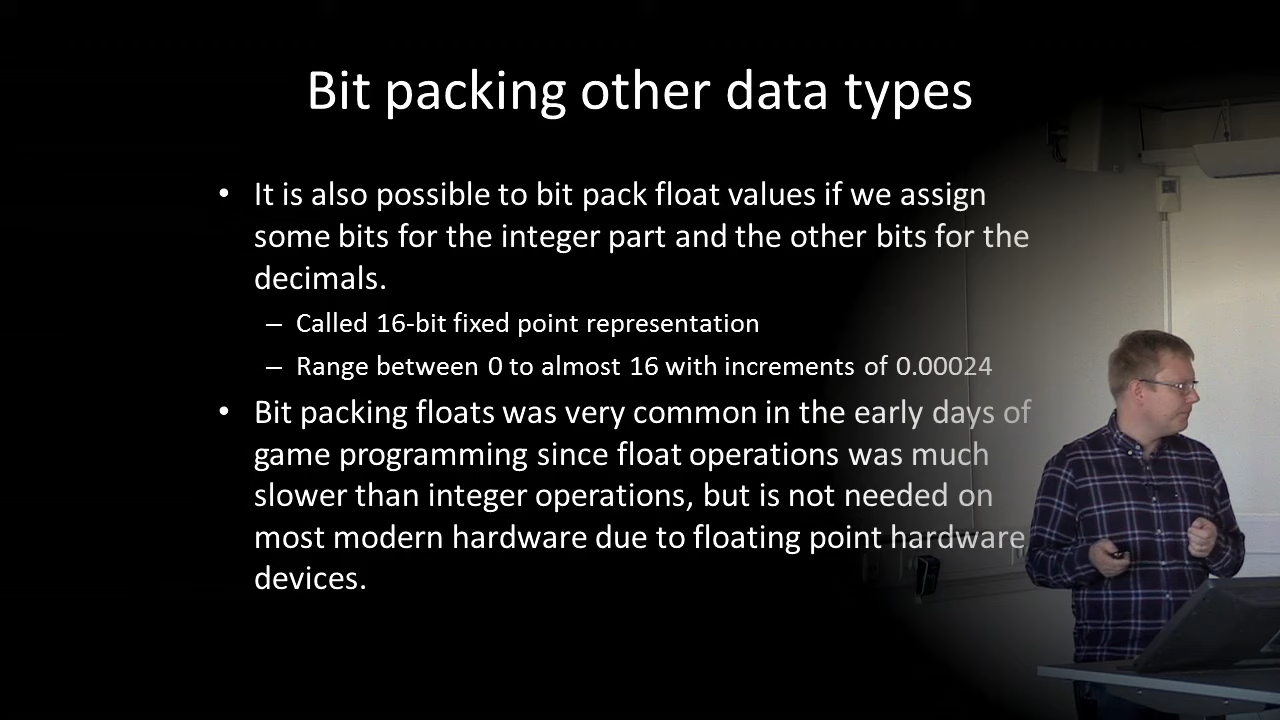 Bit packing other data types
• It is also possible to bit pack float values if we assign
some bits for the integer part and the other bits for the
decimals.
– Called 16-bit fixed point representation
– Range between 0 to almost 16 with increments of 0.00024
• Bit packing floats was very common in the early days of
game programming since float operations was much
slower than integer operations, but is not needed on
most modern hardware due to floating point hardware
devices.